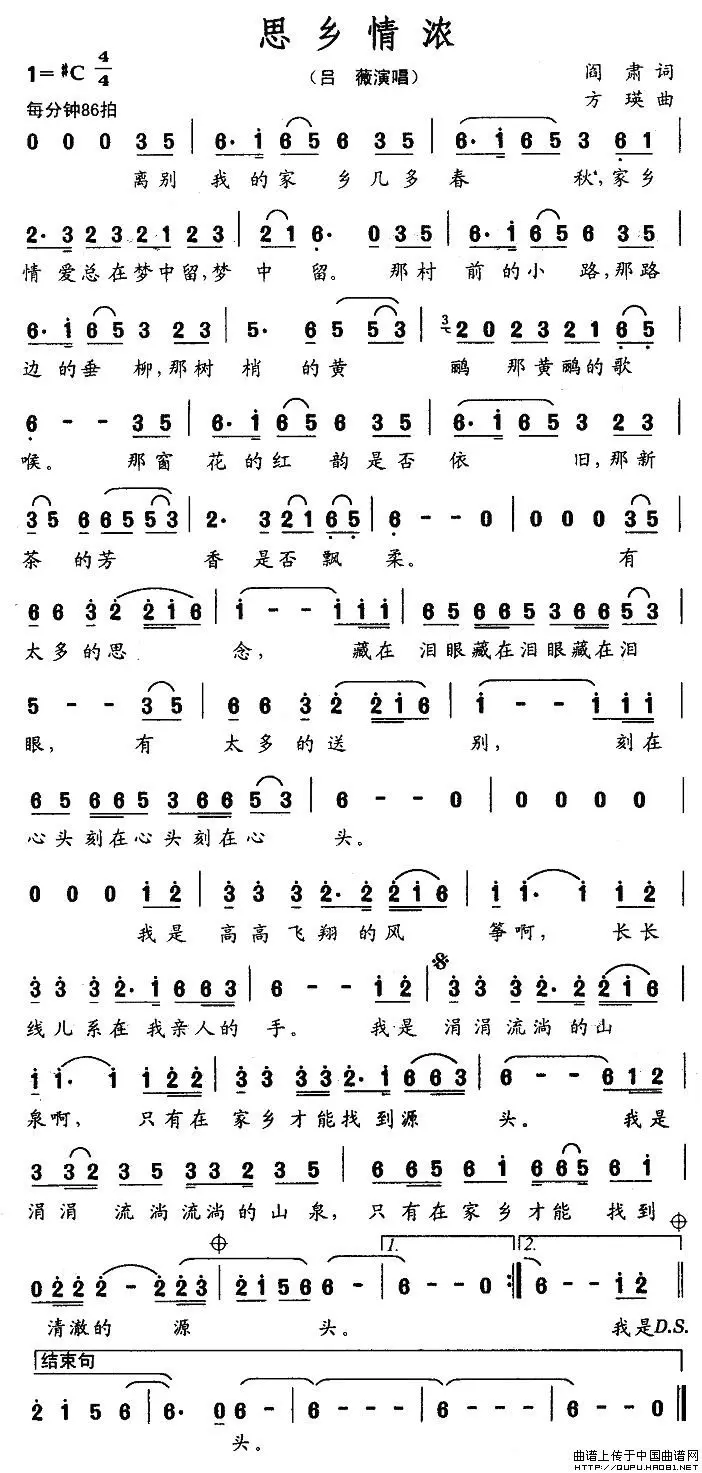 思乡情浓
1=#C 4/4
(吕 薇演唱)
阎 肃 词
每分钟86拍
方 瑛 曲
0 0 0 3 5 | 6· i 6 5 6 3 5 | 6· i 6 5 3 6 1 |
离别 我的家 乡几多 春 秋,家乡
2· 3 2 3 2 1 2 3 | 2 1 6· 0 3 5 | 6· i 6 5 6 3 5 |
情爱总在梦中留,梦 中 留。 那村 前的小 路,那路
6· i 6 5 3 2 3 | 5· 6 5 5 3 | 3 2 0 2 3 2 1 6 5 |
边的垂 柳,那树 梢 的黄 鹂 那黄鹂的歌
6 - - 3 5 | 6· i 6 5 6 3 5 | 6· i 6 5 3 2 3 |
喉。 那窗 花的红 韵是否 依 旧,那新
3 5 6 6 5 5 3 | 2· 3 2 1 6 5 | 6 - - 0 | 0 0 0 3 5 |
茶 的芳 香 是否飘 柔。 有
6 6 3 2 2 i 6 | i - - i i i | 6 5 6 6 5 3 6 6 5 3 |
太多的思 念, 藏在 泪眼藏在泪眼藏在泪
5 - - 3 5 | 6 6 3 2 2 i 6 | i - - i i i |
眼, 有 太多的送 别, 刻在
6 5 6 6 5 3 6 6 5 3 | 6 - - 0 | 0 0 0 0 |
心头刻在心头刻在心 头。
0 0 0 i 2 | 3 3 3 2· 2 2 i 6 | i i· i i 2 |
我是 高高飞翔的风 筝啊, 长长
3 3 3 2· i 6 6 3 | 6 - - i 2 | 3 3 3 2· 2 2 i 6 |
线儿系在我亲人的 手。 我是 涓涓流淌的山
i i· i i 2 2 | 3 3 3 3 2· i 6 6 3 | 6 - - 6 1 2 |
泉啊, 只有在 家乡才能找到源 头。 我是
3 3 2 3 5 3 3 2 3 5 | 6 6 5 6 i 6 6 5 6 i |
涓涓 流淌流淌的山 泉,只有在家乡才能 找到
1. 2.
0 2 2 2 - 2 2 3 | 2 i 5 6 6 - | 6 - - 0 :| 6 - - i 2 ‖
清澈的 源 头。 我是D.S.
结束句
2 i 5 6 6 | 6· 0 6 - | 6 - - - | 6 - - - | 6 - - - ‖
头。
曲谱上传于中国曲谱网
HTTP://QUPU.HAO81.NET